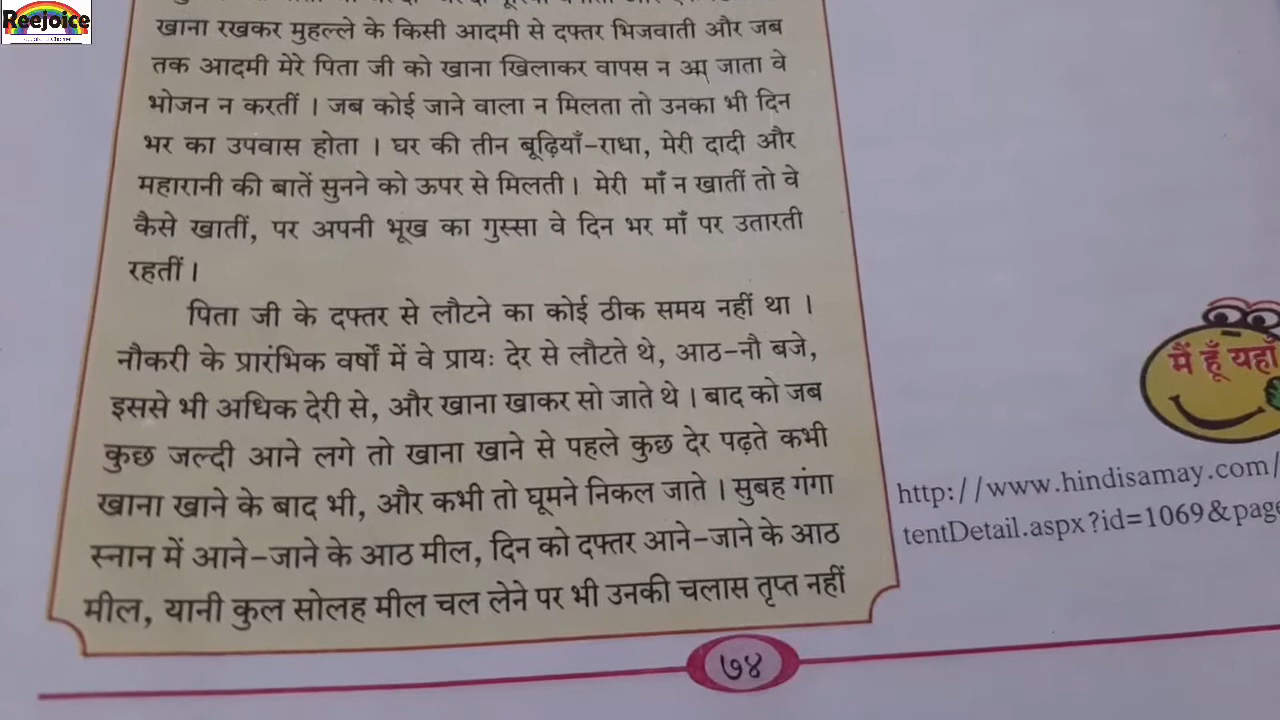 Reejoice
खाना रखकर मुहल्ले के किसी आदमी से दफ्तर भिजवाती और जब
तक आदमी मेरे पिता जी को खाना खिलाकर वापस न आ जाता वे
भोजन न करतीं । जब कोई जाने वाला न मिलता तो उनका भी दिन
भर का उपवास होता । घर की तीन बूढ़ियाँ-राधा, मेरी दादी और
महारानी की बातें सुनने को ऊपर से मिलती । मेरी माँ न खातीं तो वे
कैसे खातीं, पर अपनी भूख का गुस्सा वे दिन भर माँ पर उतारती
रहतीं ।
पिता जी के दफ्तर से लौटने का कोई ठीक समय नहीं था ।
नौकरी के प्रारंभिक वर्षों में वे प्रायः देर से लौटते थे, आठ-नौ बजे,
इससे भी अधिक देरी से, और खाना खाकर सो जाते थे । बाद को जब
कुछ जल्दी आने लगे तो खाना खाने से पहले कुछ देर पढ़ते कभी
खाना खाने के बाद भी, और कभी तो घूमने निकल जाते । सुबह गंगा
स्नान में आने-जाने के आठ मील, दिन को दफ्तर आने-जाने के आठ
मील, यानी कुल सोलह मील चल लेने पर भी उनकी चलास तृप्त नहीं
मैं हूँ यहाँ
http://www.hindisamay.com/
tentDetail.aspx?id=1069&page
७४